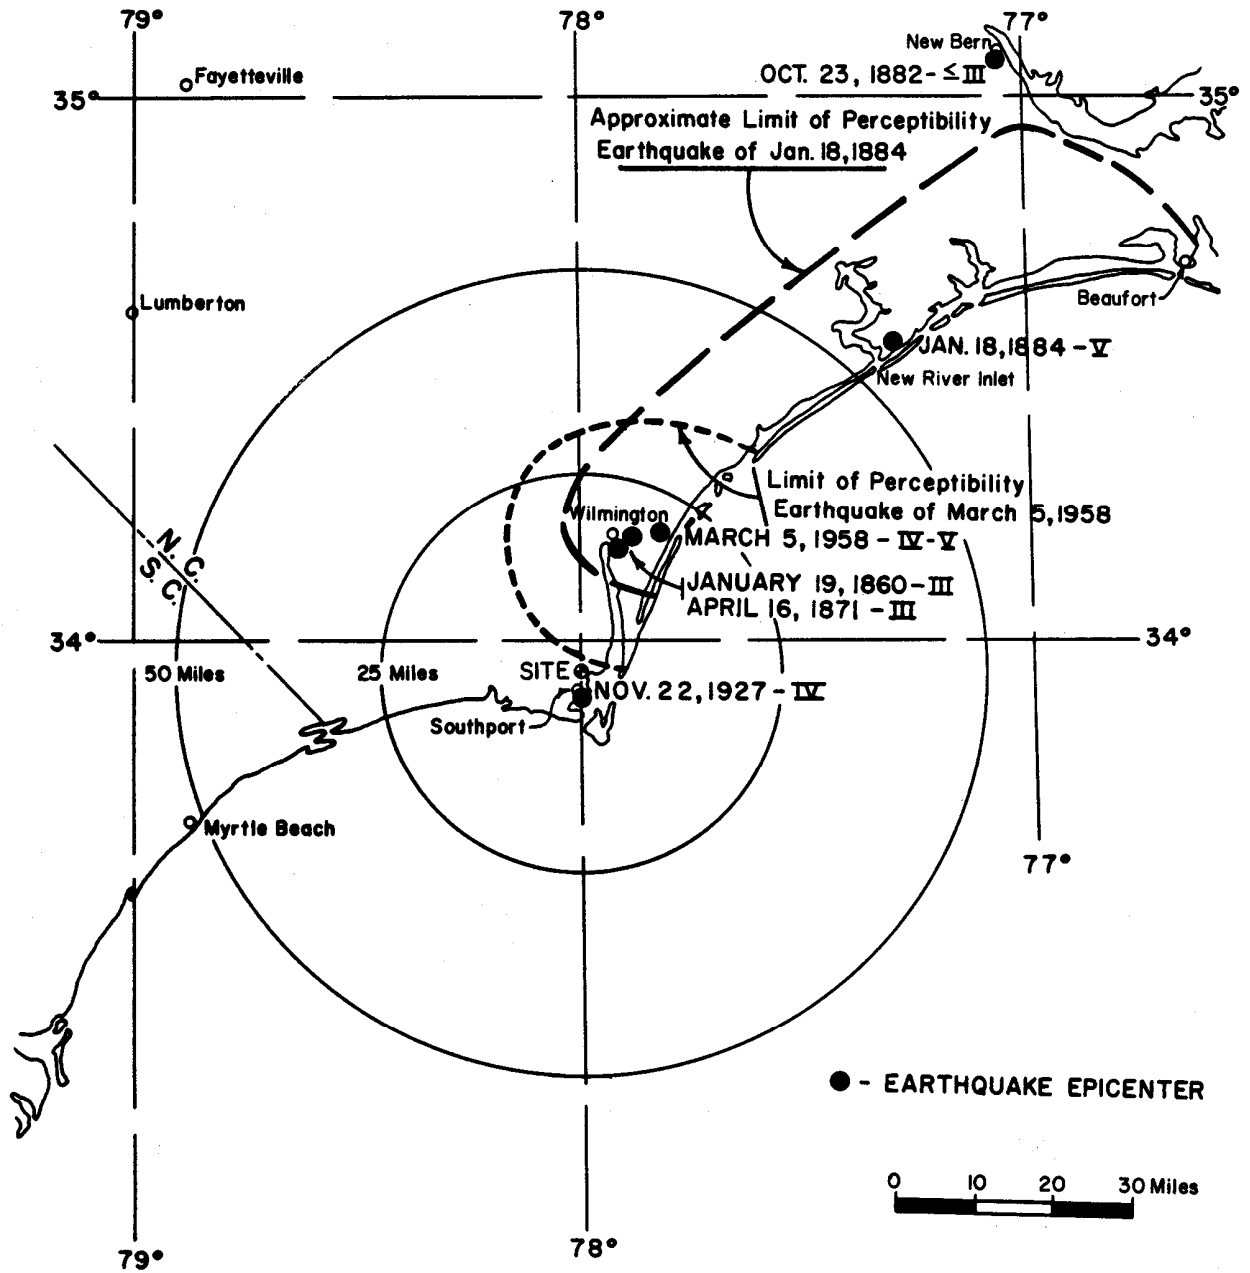 79°
78°
77°
New Bern
Fayetteville
OCT. 23, 1882-≤III
35°
35°
Approximate Limit of Perceptibility
Earthquake of Jan. 18, 1884
Lumberton
Beaufort
JAN. 18, 1884 - V
New River Inlet
Limit of Perceptibility
Earthquake of March 5, 1958
Wilmington
MARCH 5, 1958 - IV-V
N. C.
S. C.
JANUARY 19, 1860-III
APRIL 16, 1871 - III
34°
34°
50 Miles
25 Miles
SITE
NOV. 22, 1927 - IV
Southport
Myrtle Beach
77°
- EARTHQUAKE EPICENTER
0 10 20 30 Miles
79°
78°